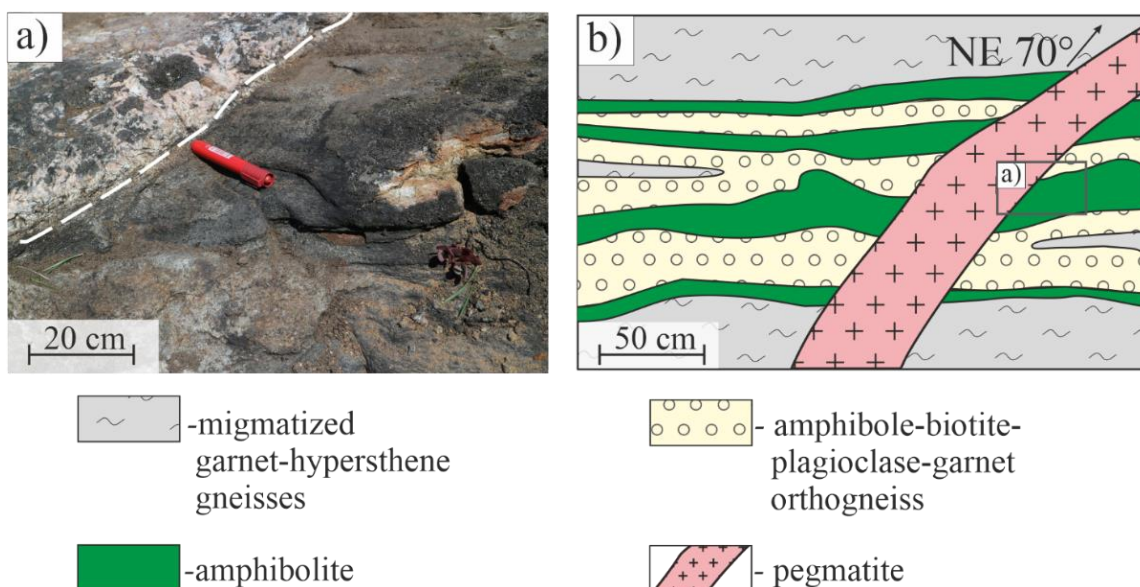 a)
20 cm
b)
NE 70°
a)
50 cm
-migmatized
garnet-hypersthene
gneisses
- amphibole-biotite-
plagioclase-garnet
orthogneiss
-amphibolite
- pegmatite